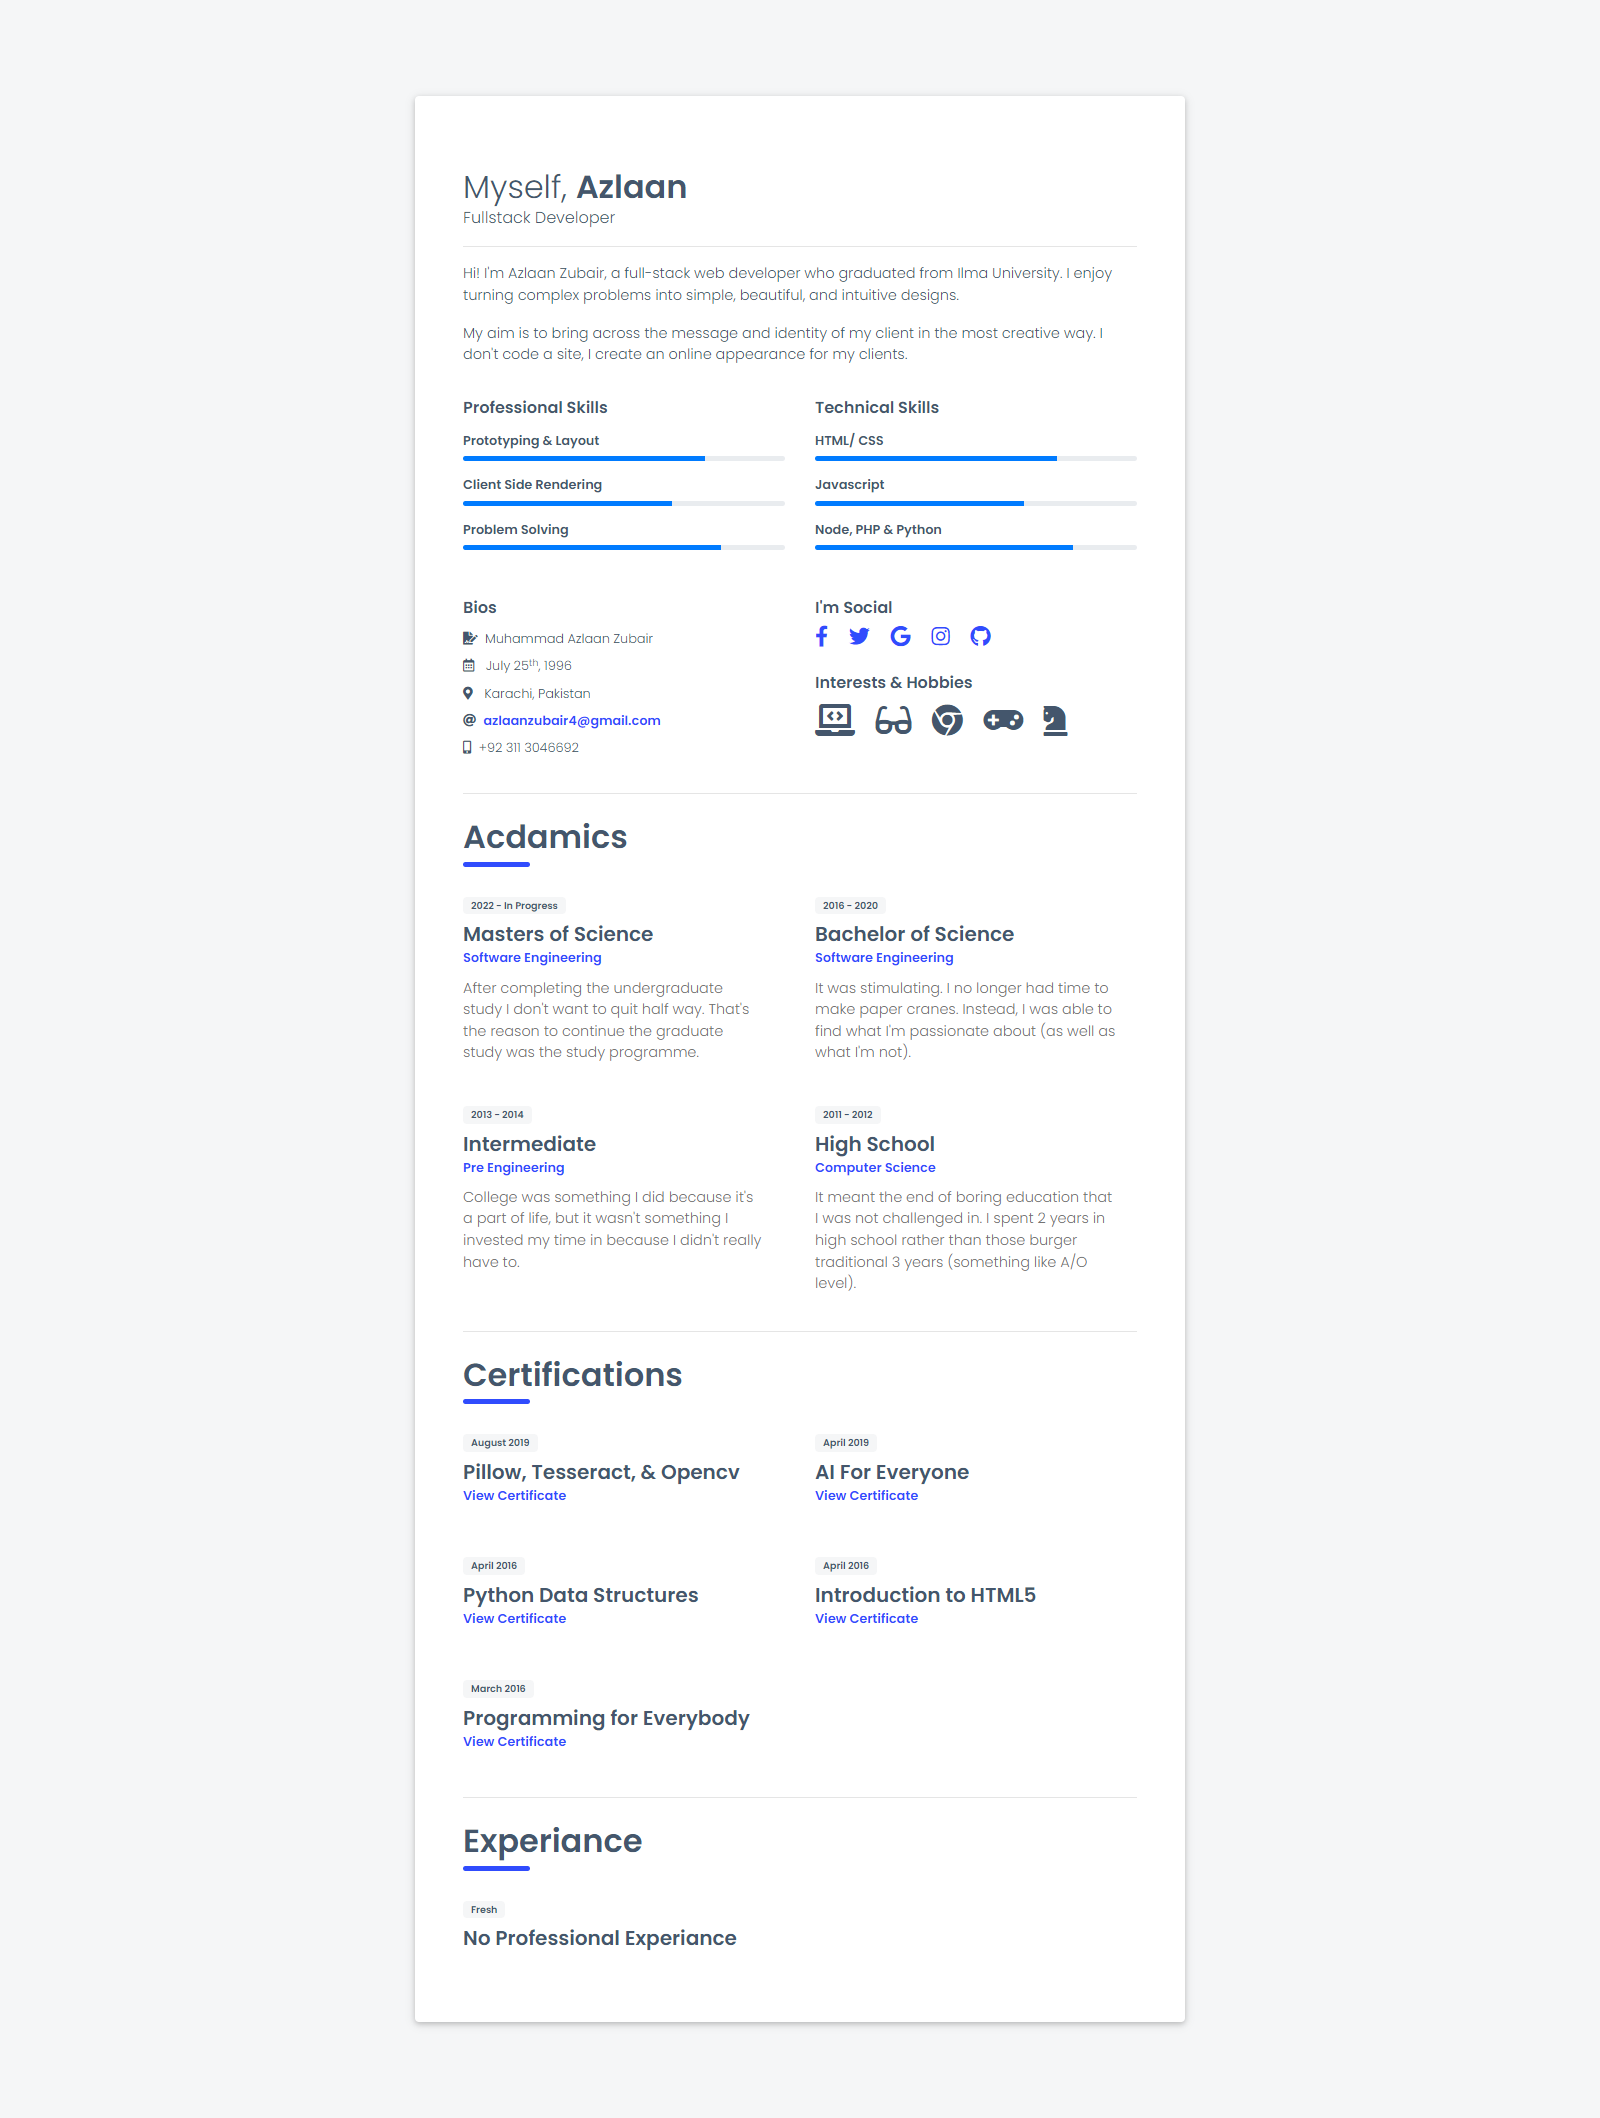 Myself, Azlaan
Fullstack Developer
Hi! I'm Azlaan Zubair, a full-stack web developer who graduated from Ilma University. I enjoy
turning complex problems into simple, beautiful, and intuitive designs.
My aim is to bring across the message and identity of my client in the most creative way. I
don't code a site, I create an online appearance for my clients.
Professional Skills
Prototyping & Layout
Client Side Rendering
Problem Solving
Technical Skills
HTML/ CSS
Javascript
Node, PHP & Python
Bios
Muhammad Azlaan Zubair
July 25th, 1996
Karachi, Pakistan
azlaanzubair4@gmail.com
+92 311 3046692
I'm Social
Interests & Hobbies
Acdamics
2022 - In Progress
Masters of Science
Software Engineering
After completing the undergraduate
study I don't want to quit half way. That's
the reason to continue the graduate
study was the study programme.
2016 - 2020
Bachelor of Science
Software Engineering
It was stimulating. I no longer had time to
make paper cranes. Instead, I was able to
find what I'm passionate about (as well as
what I'm not).
2013 - 2014
Intermediate
Pre Engineering
College was something I did because it's
a part of life, but it wasn't something I
invested my time in because I didn't really
have to.
2011 - 2012
High School
Computer Science
It meant the end of boring education that
I was not challenged in. I spent 2 years in
high school rather than those burger
traditional 3 years (something like A/O
level).
Certifications
August 2019
Pillow, Tesseract, & Opencv
View Certificate
April 2019
AI For Everyone
View Certificate
April 2016
Python Data Structures
View Certificate
April 2016
Introduction to HTML5
View Certificate
March 2016
Programming for Everybody
View Certificate
Experiance
Fresh
No Professional Experiance